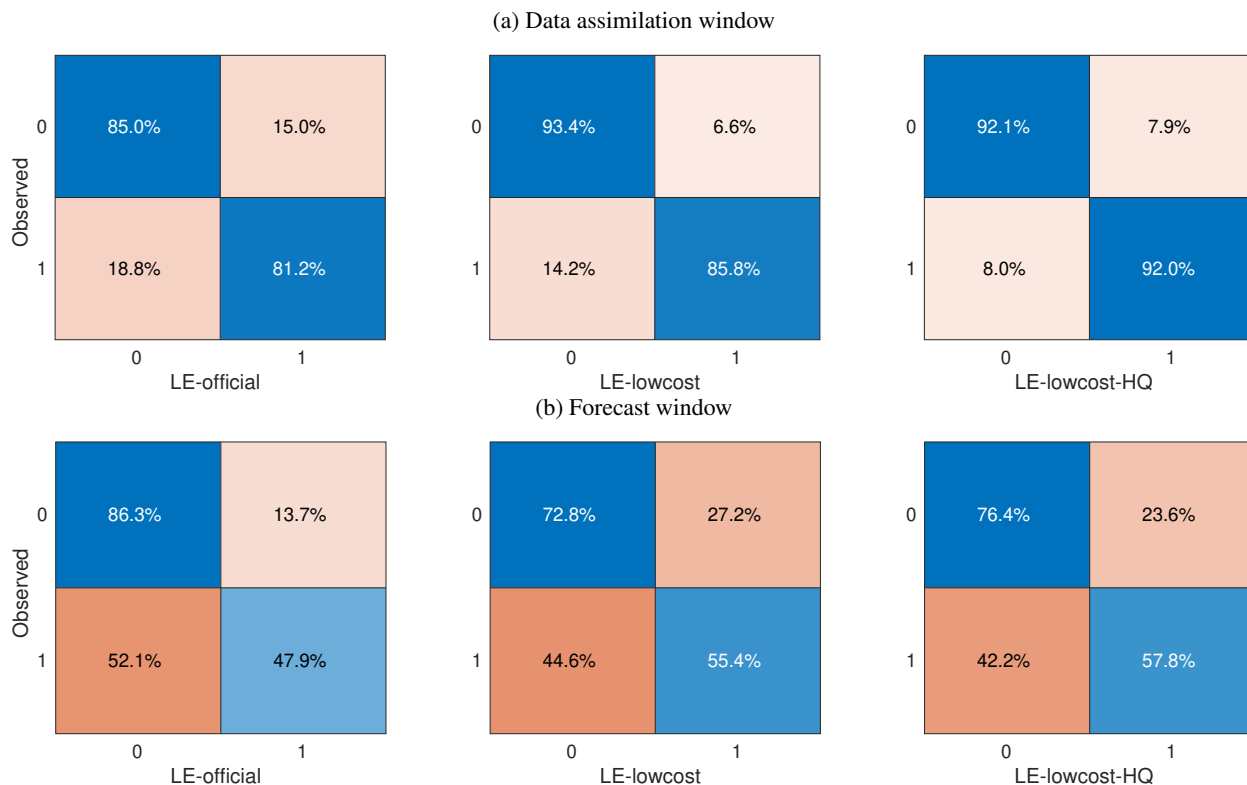 (a) Data assimilation window
0 85.0% 15.0% 93.4% 6.6% 92.1% 7.9%
Observed
1 18.8% 81.2% 14.2% 85.8% 8.0% 92.0%
0 1 0 1 0 1
LE-official LE-lowcost LE-lowcost-HQ
(b) Forecast window
0 86.3% 13.7% 0 72.8% 27.2% 0 76.4% 23.6%
Observed
1 52.1% 47.9% 1 44.6% 55.4% 1 42.2% 57.8%
0 1 0 1 0 1
LE-official LE-lowcost LE-lowcost-HQ